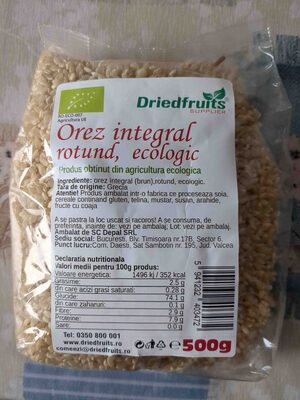 RO-ECO-007
Agricultura UE
Driedfruits
SUPPLIER
Orez integral
rotund, ecologic
Produs obtinut din agricultura ecologica
Ingrediente: orez integral (brun),rotund, ecologic.
Tara de origine: Grecia
Atentie! Produs ambalat intr-o fabrica ce proceseaza soia,
cereale continand gluten, telina, mustar, susan, arahide,
fructe cu coaja
A se pastra la loc uscat si racoros! A se consuma, de
preferinta, inainte de: vezi pe ambalaj; Lot: vezi pe ambalaj.
Ambalat de SC Depal SRL.
Sediu social: Bucuresti, Blv. Timisoara nr.17B, Sector 6.
Punct lucru:Com. Daesti, Sat Sambotin nr. 195, jud. Valcea
Declaratia nutritionala
Valori medii pentru 100g produs:
Valoare energetica: 1496 kj / 352 kcal
Grasime: 2.5 g
din care acizi grasi saturati: 0.28 g
Glucide: 74.1 g
din care zaharuri: 0.1 g
Fibre: 2.9 g
Proteine: 7.9 g
Sare: 0.0 g
Tel.: 0350 800 001
www.driedfruits.ro
comenzi@driedfruits.ro
500g